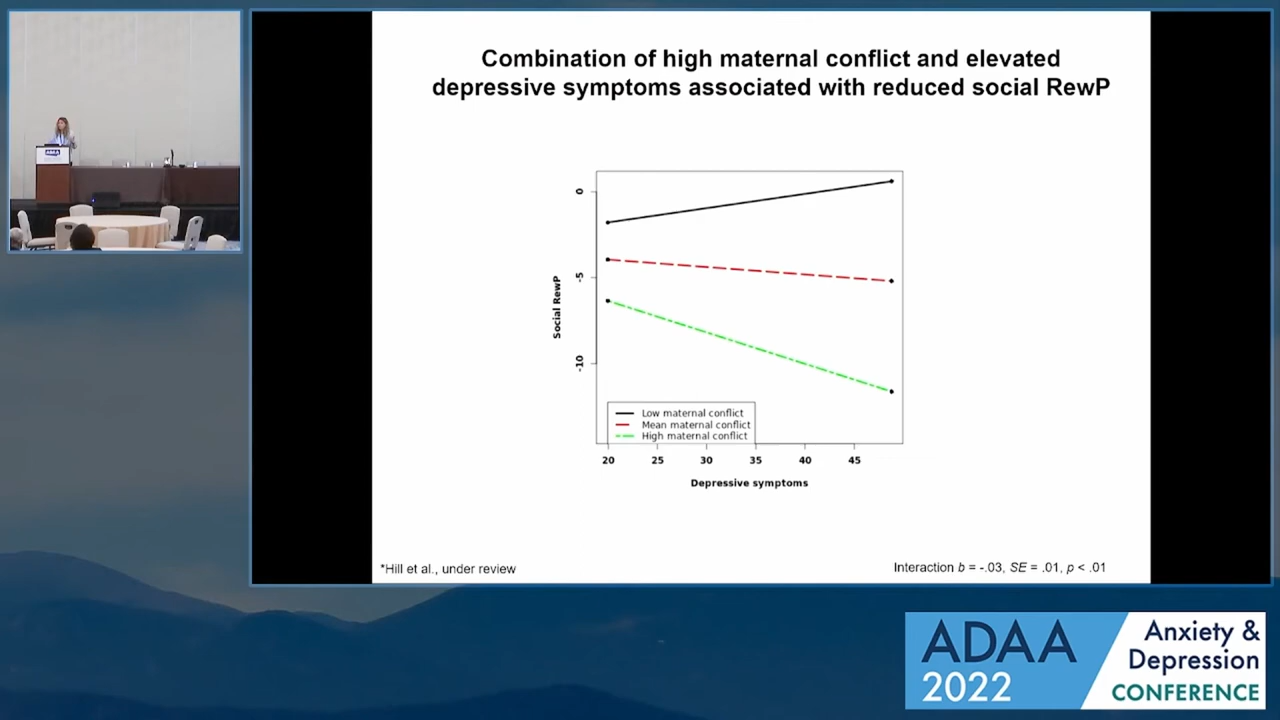 Combination of high maternal conflict and elevated
depressive symptoms associated with reduced social RewP
0
-5
-10
Social RewP
Low maternal conflict
Mean maternal conflict
High maternal conflict
20 25 30 35 40 45
Depressive symptoms
*Hill et al., under review
Interaction b = -.03, SE = .01, p < .01
ADAA
2022
Anxiety &
Depression
CONFERENCE